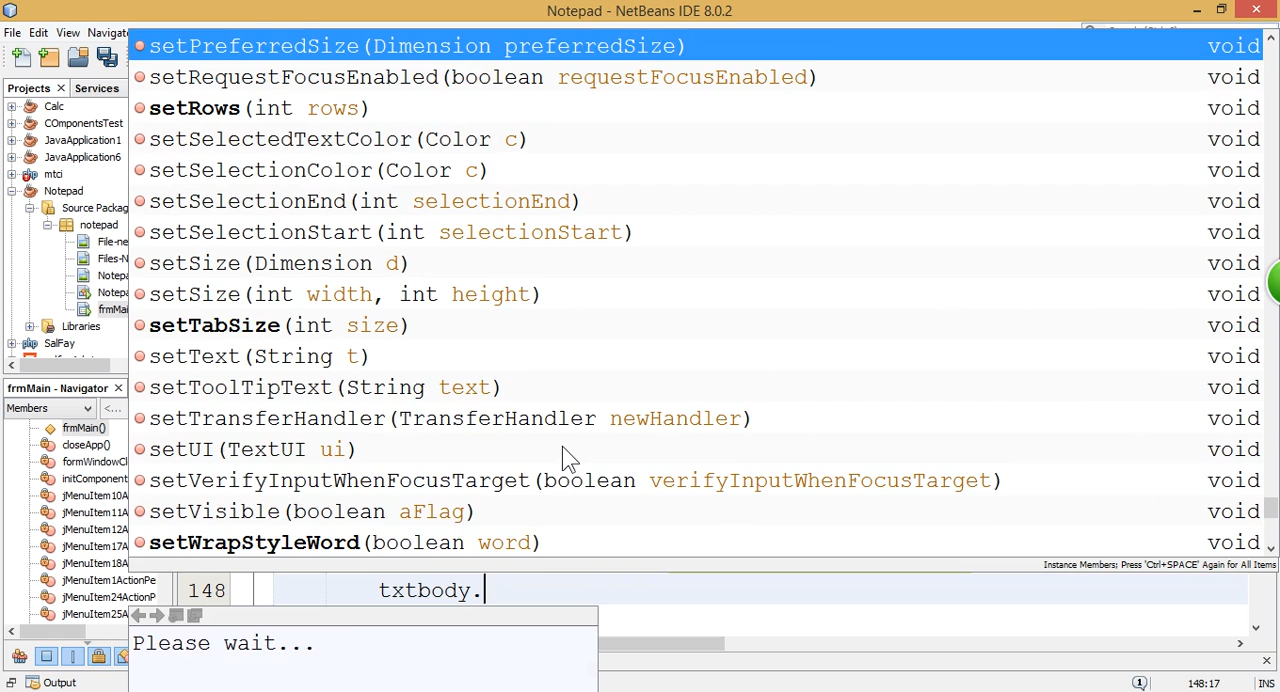 Notepad - NetBeans IDE 8.0.2
File Edit View Navigat
Projects Services
Calc
COmponentsTest
JavaApplication1
JavaApplication6
mtci
Notepad
Source Packag
notepad
File-ne
Files-N
Notepa
Notepa
frmMai
Libraries
SalFay
setPreferredSize(Dimension preferredSize) void
setRequestFocusEnabled(boolean requestFocusEnabled) void
setRows(int rows) void
setSelectedTextColor(Color c) void
setSelectionColor(Color c) void
setSelectionEnd(int selectionEnd) void
setSelectionStart(int selectionStart) void
setSize(Dimension d) void
setSize(int width, int height) void
setTabSize(int size) void
setText(String t) void
setToolTipText(String text) void
setTransferHandler(TransferHandler newHandler) void
setUI(TextUI ui) void
setVerifyInputWhenFocusTarget(boolean verifyInputWhenFocusTarget) void
setVisible(boolean aFlag) void
setWrapStyleWord(boolean word) void
Instance Members; Press 'Ctrl+SPACE' Again for All Items
frmMain - Navigator
Members <...
frmMain()
closeApp()
formWindowCl
initComponent
jMenuItem10A
jMenuItem11A
jMenuItem12A
jMenuItem17A
jMenuItem18A
jMenuItem1ActionPe
jMenuItem24ActionP
jMenuItem25A
148 txtbody.
Please wait...
Output
1 148:17 INS